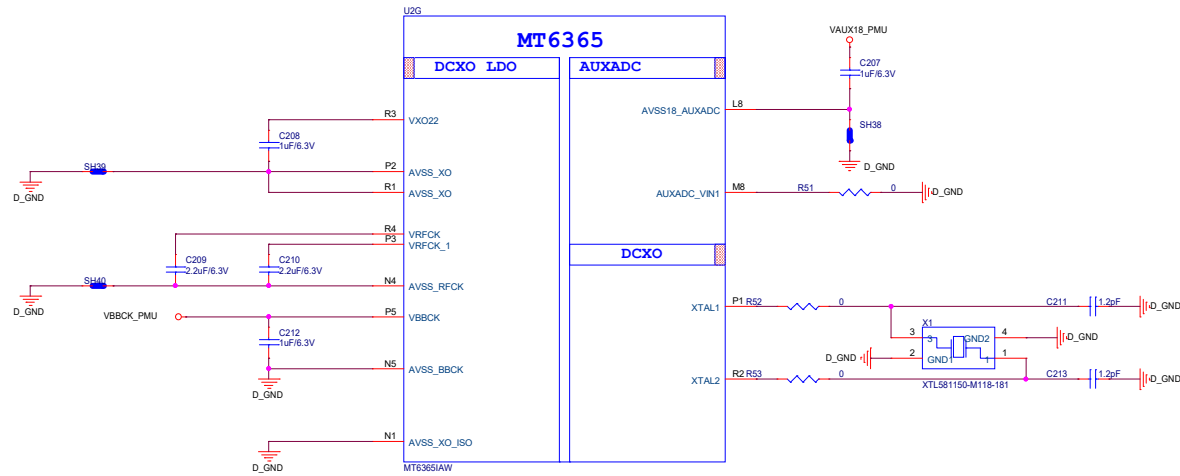 U2G
MT6365
DCXO LDO
AUXADC
VAUX18_PMU
C207
1uF/6.3V
L8
AVSS18_AUXADC
SH38
D_GND
R3
VXO22
C208
1uF/6.3V
SH39
P2
AVSS_XO
D_GND
R1
AVSS_XO
M8
AUXADC_VIN1
R51
0
D_GND
R4
VRFCK
P3
VRFCK_1
DCXO
C209
2.2uF/6.3V
C210
2.2uF/6.3V
SH40
N4
AVSS_RFCK
D_GND
P1
XTAL1
R52
0
C211
1.2pF
D_GND
VBBCK_PMU
P5
VBBCK
C212
1uF/6.3V
X1
3
3
GND2
4
D_GND
D_GND
2
GND1
1
1
N5
AVSS_BBCK
D_GND
R2
XTAL2
R53
0
C213
1.2pF
D_GND
XTL581150-M118-181
N1
AVSS_XO_ISO
D_GND
MT6365IAW